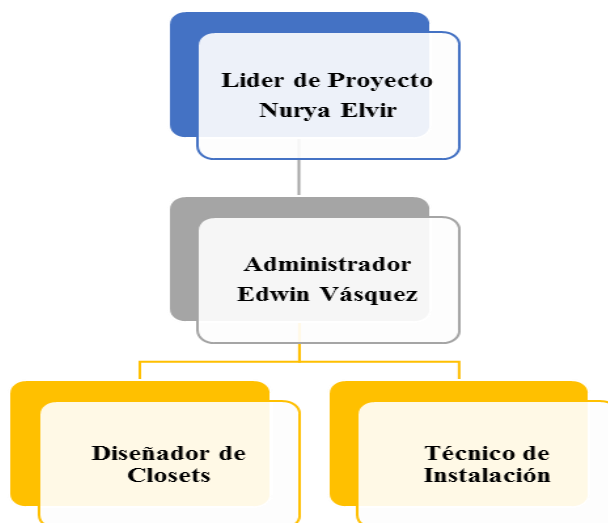 Lider de Proyecto
Nurya Elvir
Administrador
Edwin Vásquez
Diseñador de
Closets
Técnico de
Instalación